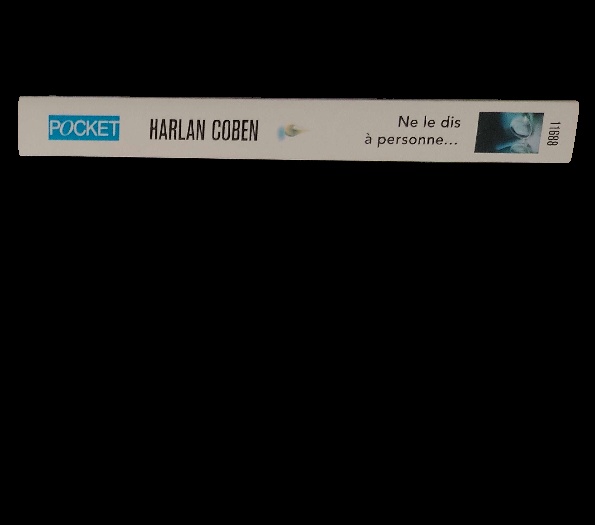 POCKET
HARLAN COBEN
Ne le dis
à personne...
11688